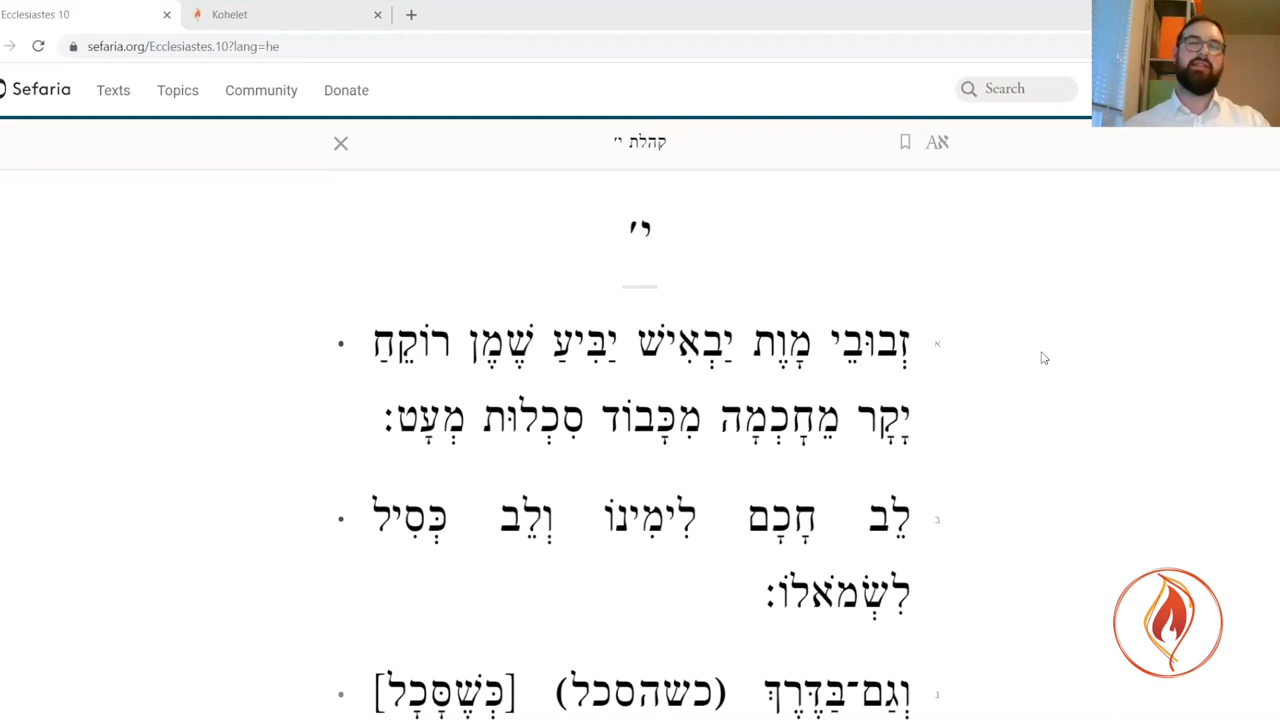 Ecclesiastes 10
Kohelet
sefaria.org/Ecclesiastes.10?lang=he
Sefaria Texts Topics Community Donate Search
קהלת י׳
Aא
י׳
א זְבוּבֵי מָוֶת יַבְאִישׁ יַבִּיעַ שֶׁמֶן רוֹקֵחַ
יָקָר מֵחָכְמָה מִכָּבוֹד סִכְלוּת מְעָט׃
ב לֵב חָכָם לִימִינוֹ וְלֵב כְּסִיל
לִשְׂמֹאלוֹ׃
ג וְגַם־בַּדֶּרֶךְ (כשהסכל) [כְּשֶׁסָּכָל]